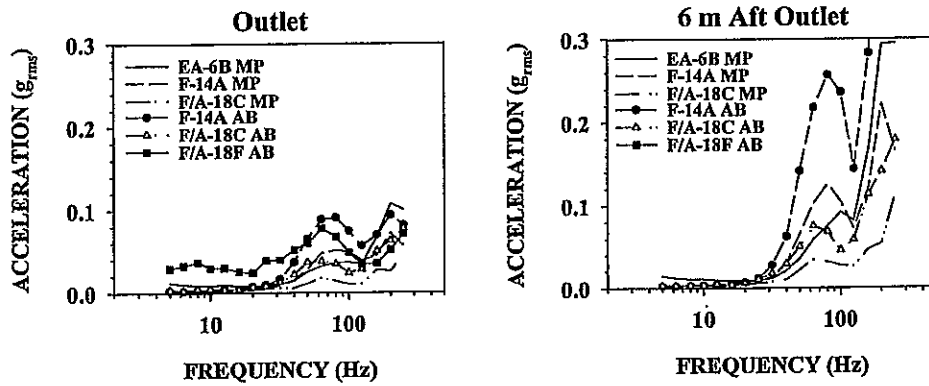 Outlet
ACCELERATION (g_rms)
0.3
0.2
0.1
0.0
EA-6B MP
F-14A MP
F/A-18C MP
F-14A AB
F/A-18C AB
F/A-18F AB
10
100
FREQUENCY (Hz)
6 m Aft Outlet
ACCELERATION (g_rms)
0.3
0.2
0.1
0.0
EA-6B MP
F-14A MP
F/A-18C MP
F-14A AB
F/A-18C AB
F/A-18F AB
10
100
FREQUENCY (Hz)